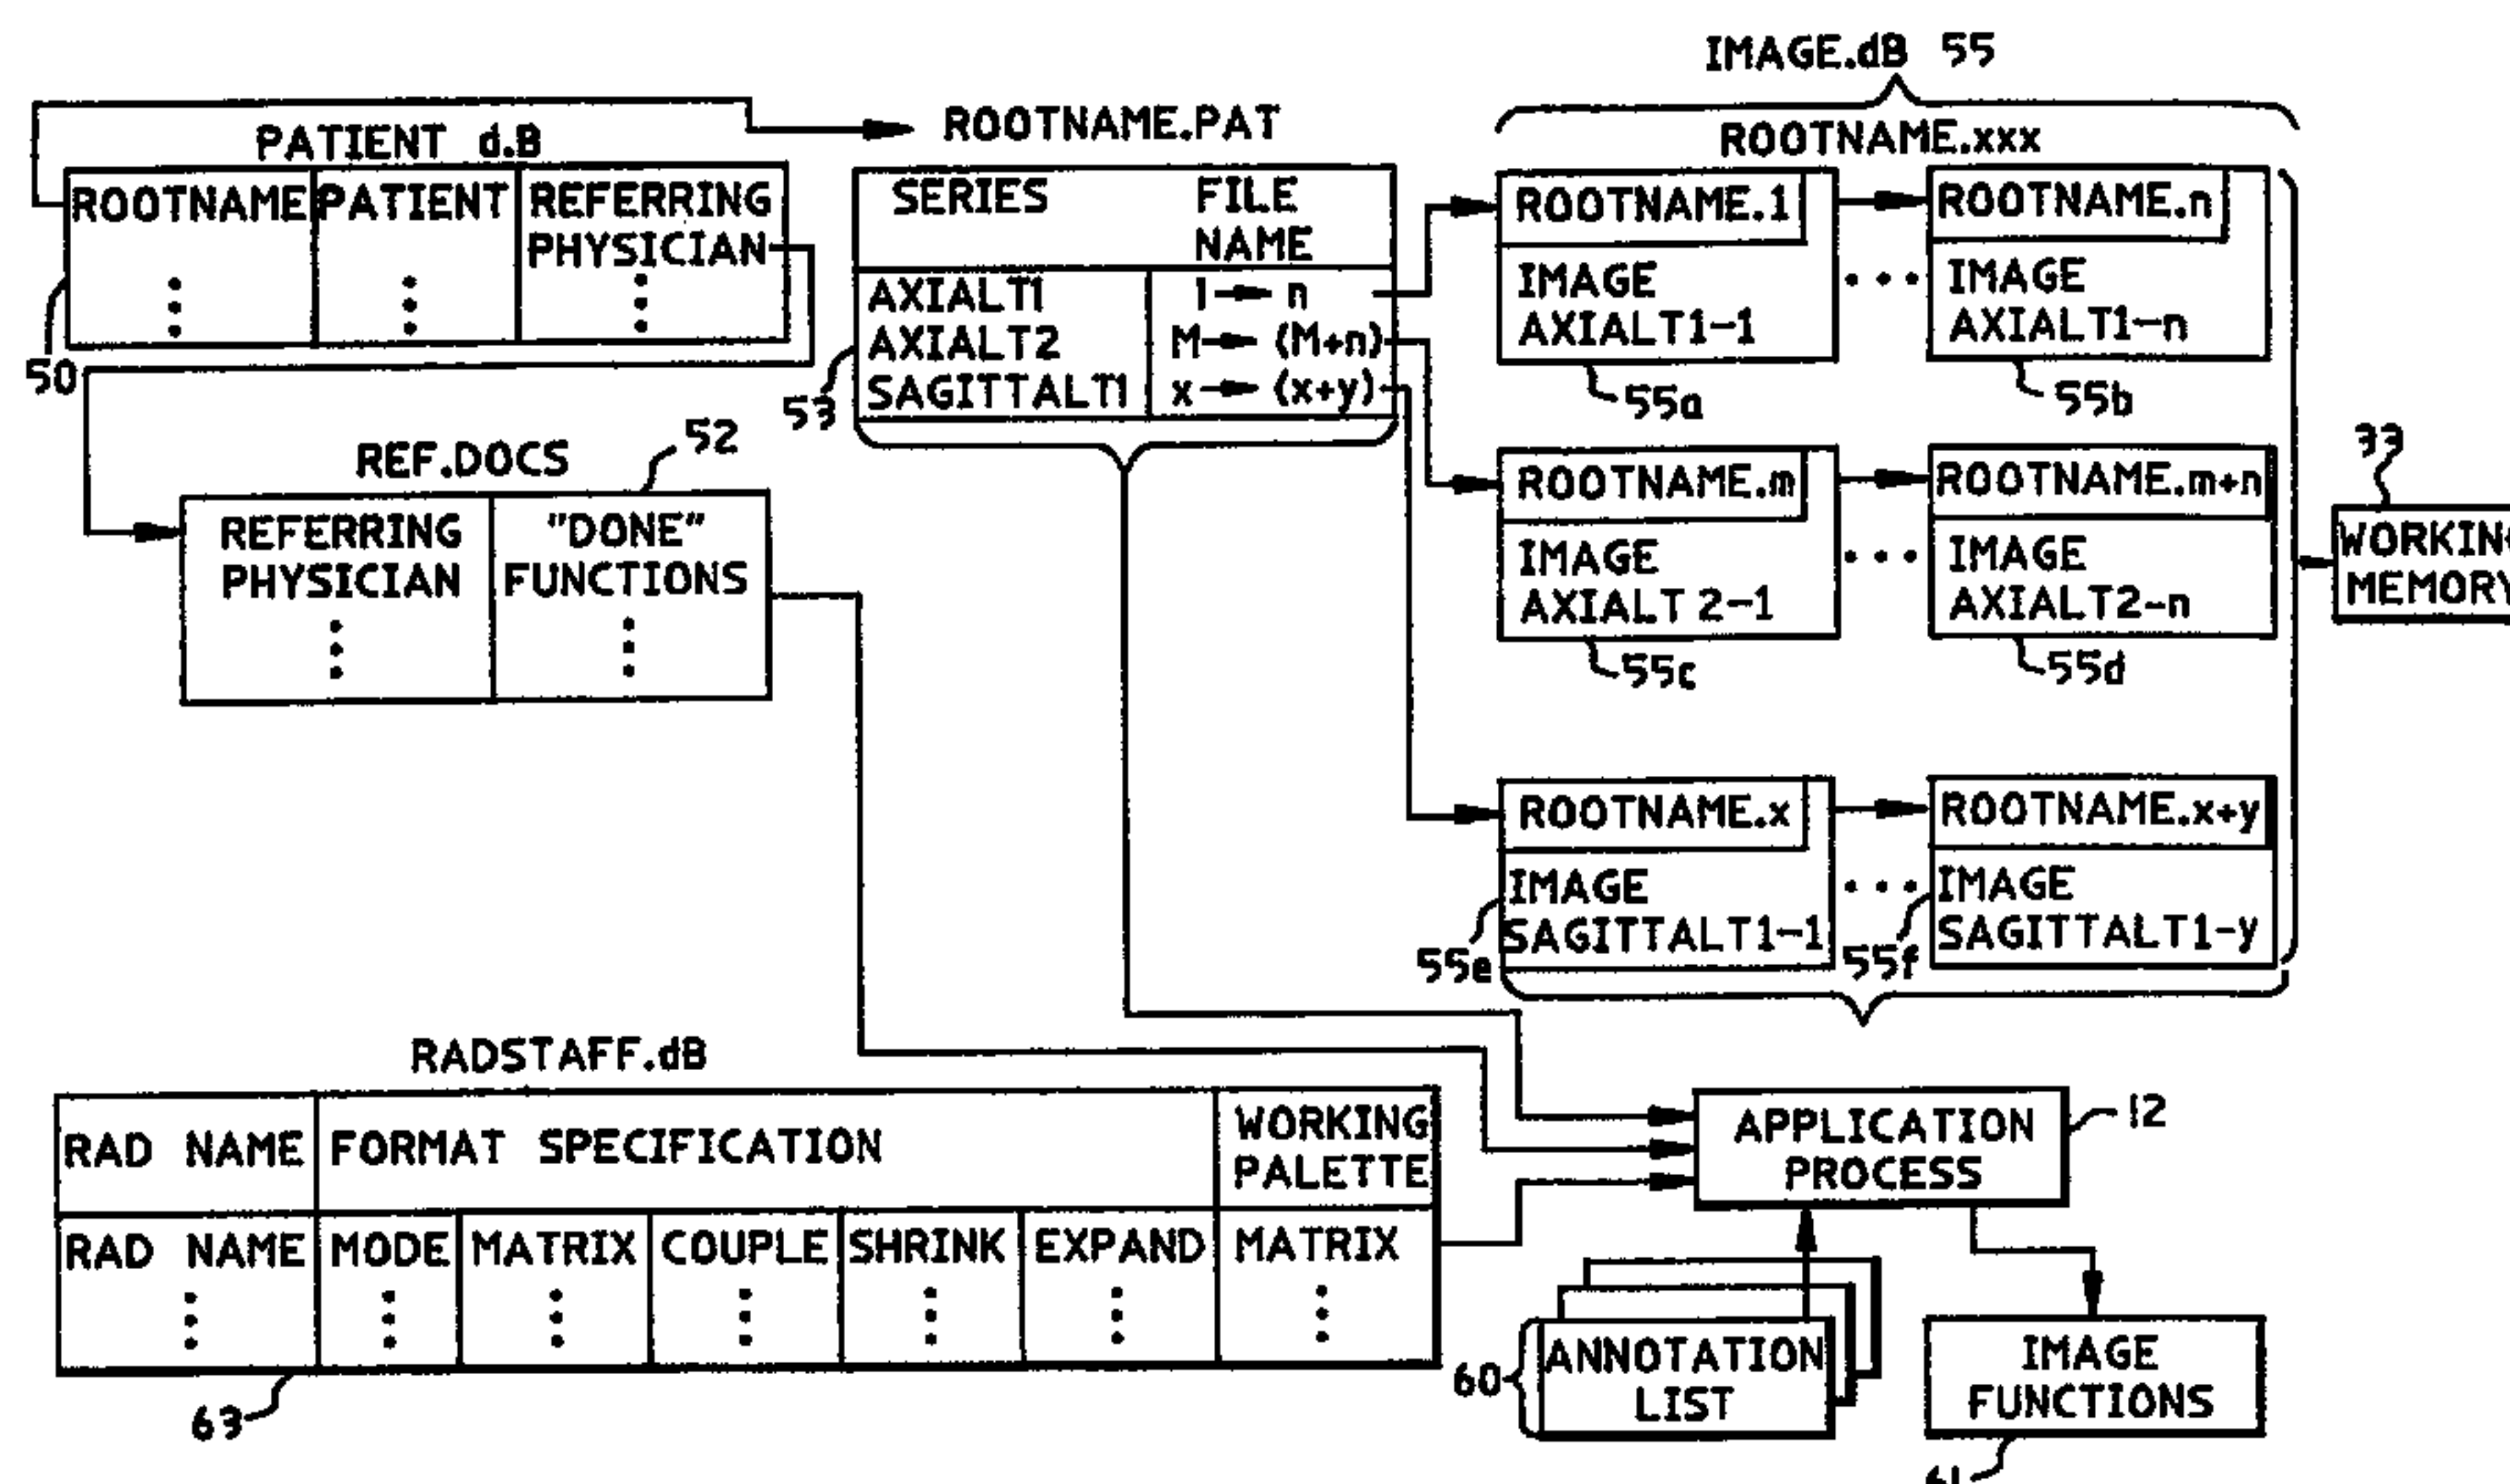 IMAGE.dB 55
PATIENT d.B
ROOTNAME.PAT
ROOTNAME.xxx
ROOTNAME
PATIENT
REFERRING
PHYSICIAN
50
SERIES
FILE
NAME
AXIALT1
AXIALT2
SAGITTALT1
1 → n
M → (M+n)
x → (x+y)
53
ROOTNAME.1
IMAGE
AXIALT1-1
55a
ROOTNAME.n
IMAGE
AXIALT1-n
55b
REF.DOCS
52
REFERRING
PHYSICIAN
"DONE"
FUNCTIONS
ROOTNAME.m
IMAGE
AXIALT 2-1
55c
ROOTNAME.m+n
IMAGE
AXIALT2-n
55d
33
WORKING
MEMORY
ROOTNAME.x
IMAGE
SAGITTALT1-1
55e
ROOTNAME.x+y
IMAGE
SAGITTALT1-y
55f
RADSTAFF.dB
RAD NAME
FORMAT SPECIFICATION
WORKING
PALETTE
RAD NAME
MODE
MATRIX
COUPLE
SHRINK
EXPAND
MATRIX
63
APPLICATION
PROCESS
12
60
ANNOTATION
LIST
IMAGE
FUNCTIONS